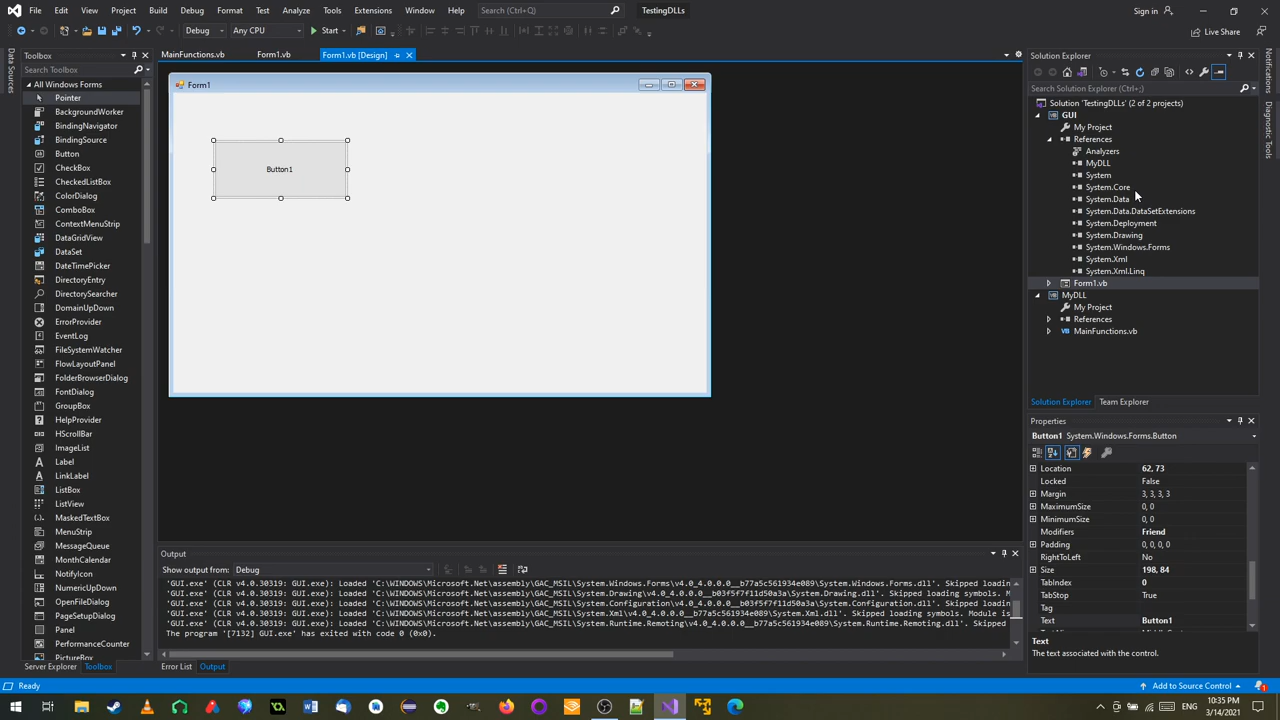 File Edit View Project Build Debug Format Test Analyze Tools Extensions Window Help Search (Ctrl+Q) TestingDLLs Sign in
Debug Any CPU Start Live Share
Data Sources
Toolbox
Search Toolbox
All Windows Forms
Pointer
BackgroundWorker
BindingNavigator
BindingSource
Button
CheckBox
CheckedListBox
ColorDialog
ComboBox
ContextMenuStrip
DataGridView
DataSet
DateTimePicker
DirectoryEntry
DirectorySearcher
DomainUpDown
ErrorProvider
EventLog
FileSystemWatcher
FlowLayoutPanel
FolderBrowserDialog
FontDialog
GroupBox
HelpProvider
HScrollBar
ImageList
Label
LinkLabel
ListBox
ListView
MaskedTextBox
MenuStrip
MessageQueue
MonthCalendar
NotifyIcon
NumericUpDown
OpenFileDialog
PageSetupDialog
Panel
PerformanceCounter
PictureBox
Server Explorer Toolbox
MainFunctions.vb Form1.vb Form1.vb [Design]
Form1
Button1
Output
Show output from: Debug
'GUI.exe' (CLR v4.0.30319: GUI.exe): Loaded 'C:\WINDOWS\Microsoft.Net\assembly\GAC_MSIL\System.Windows.Forms\v4.0_4.0.0.0__b77a5c561934e089\System.Windows.Forms.dll'. Skipped loading
'GUI.exe' (CLR v4.0.30319: GUI.exe): Loaded 'C:\WINDOWS\Microsoft.Net\assembly\GAC_MSIL\System.Drawing\v4.0_4.0.0.0__b03f5f7f11d50a3a\System.Drawing.dll'. Skipped loading symbols. M
'GUI.exe' (CLR v4.0.30319: GUI.exe): Loaded 'C:\WINDOWS\Microsoft.Net\assembly\GAC_MSIL\System.Configuration\v4.0_4.0.0.0__b03f5f7f11d50a3a\System.Configuration.dll'. Skipped loadin
'GUI.exe' (CLR v4.0.30319: GUI.exe): Loaded 'C:\WINDOWS\Microsoft.Net\assembly\GAC_MSIL\System.Xml\v4.0_4.0.0.0__b77a5c561934e089\System.Xml.dll'. Skipped loading symbols. Module is
'GUI.exe' (CLR v4.0.30319: GUI.exe): Loaded 'C:\WINDOWS\Microsoft.Net\assembly\GAC_MSIL\System.Runtime.Remoting\v4.0_4.0.0.0__b77a5c561934e089\System.Runtime.Remoting.dll'. Skipped
The program '[7132] GUI.exe' has exited with code 0 (0x0).
Error List Output
Solution Explorer
Search Solution Explorer (Ctrl+;)
Solution 'TestingDLLs' (2 of 2 projects)
GUI
My Project
References
Analyzers
MyDLL
System
System.Core
System.Data
System.Data.DataSetExtensions
System.Deployment
System.Drawing
System.Windows.Forms
System.Xml
System.Xml.Linq
Form1.vb
MyDLL
My Project
References
MainFunctions.vb
Solution Explorer Team Explorer
Properties
Button1 System.Windows.Forms.Button
Location 62, 73
Locked False
Margin 3, 3, 3, 3
MaximumSize 0, 0
MinimumSize 0, 0
Modifiers Friend
Padding 0, 0, 0, 0
RightToLeft No
Size 198, 84
TabIndex 0
TabStop True
Tag
Text Button1
Text
The text associated with the control.
Notifications
Diagnostic Tools
Ready Add to Source Control 1
ENG 10:35 PM
3/14/2021